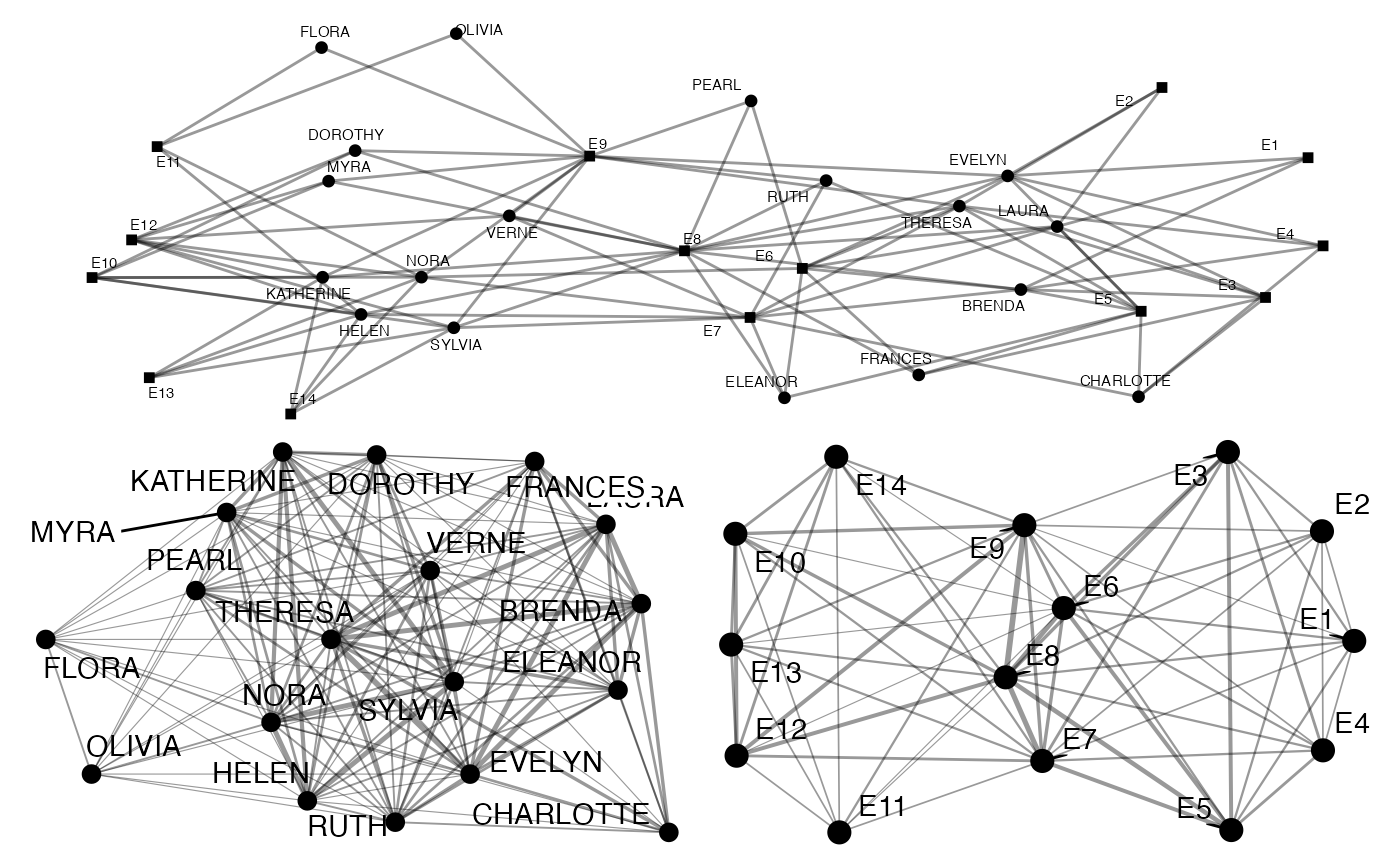 FLORA
OLIVIA
PEARL
E2
DOROTHY
E9
E1
MYRA
E11
EVELYN
RUTH
LAURA
THERESA
E12
VERNE
E8
E4
E10
NORA
E6
KATHERINE
BRENDA
E5
E3
HELEN
SYLVIA
E7
FRANCES
ELEANOR
CHARLOTTE
E13
E14
KATHERINE
DOROTHY
FRANCES
MYRA
PEARL
VERNE
THERESA
BRENDA
FLORA
ELEANOR
NORA
SYLVIA
OLIVIA
HELEN
EVELYN
RUTH
CHARLOTTE
E14
E3
E2
E9
E10
E6
E1
E8
E13
E12
E7
E4
E11
E5